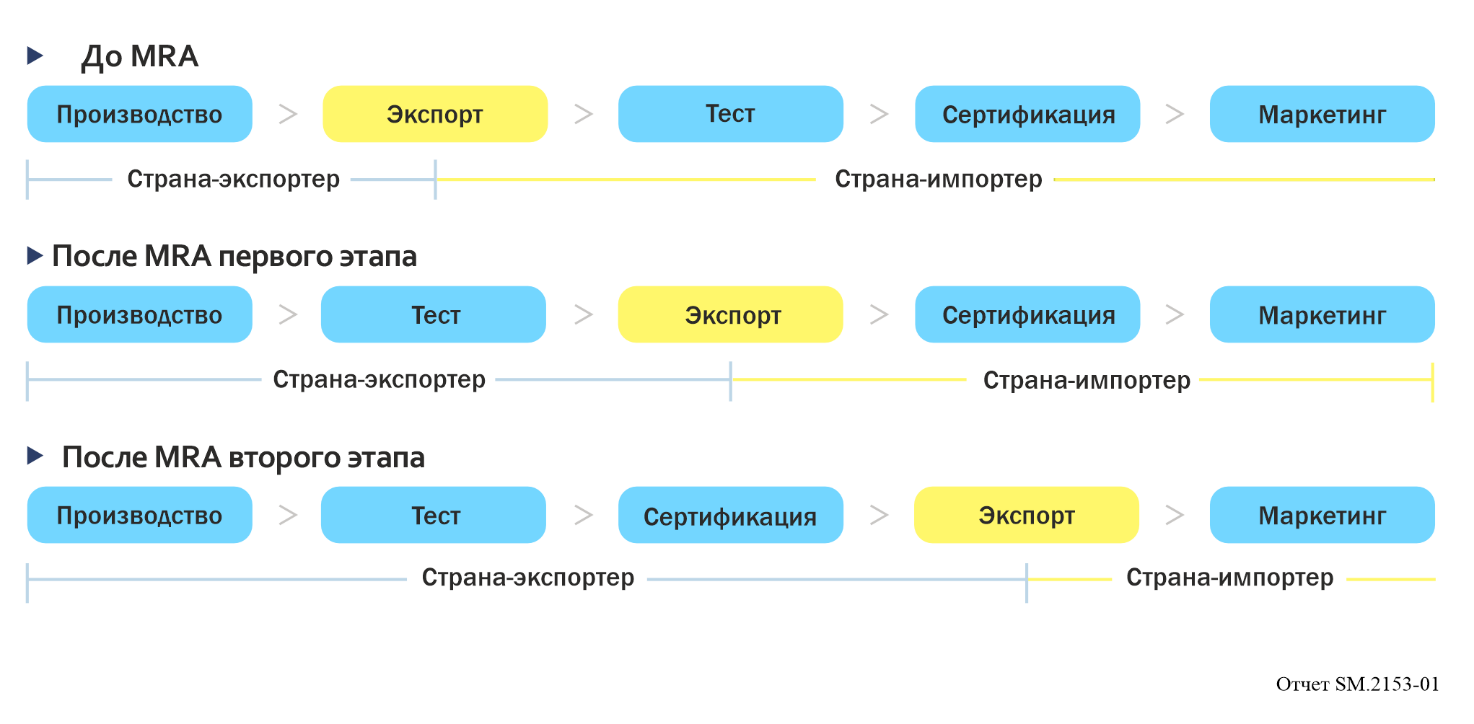 До MRA
Производство > Экспорт > Тест > Сертификация > Маркетинг
Страна-экспортер Страна-импортер
После MRA первого этапа
Производство > Тест > Экспорт > Сертификация > Маркетинг
Страна-экспортер Страна-импортер
После MRA второго этапа
Производство > Тест > Сертификация > Экспорт > Маркетинг
Страна-экспортер Страна-импортер
Отчет SM.2153-01